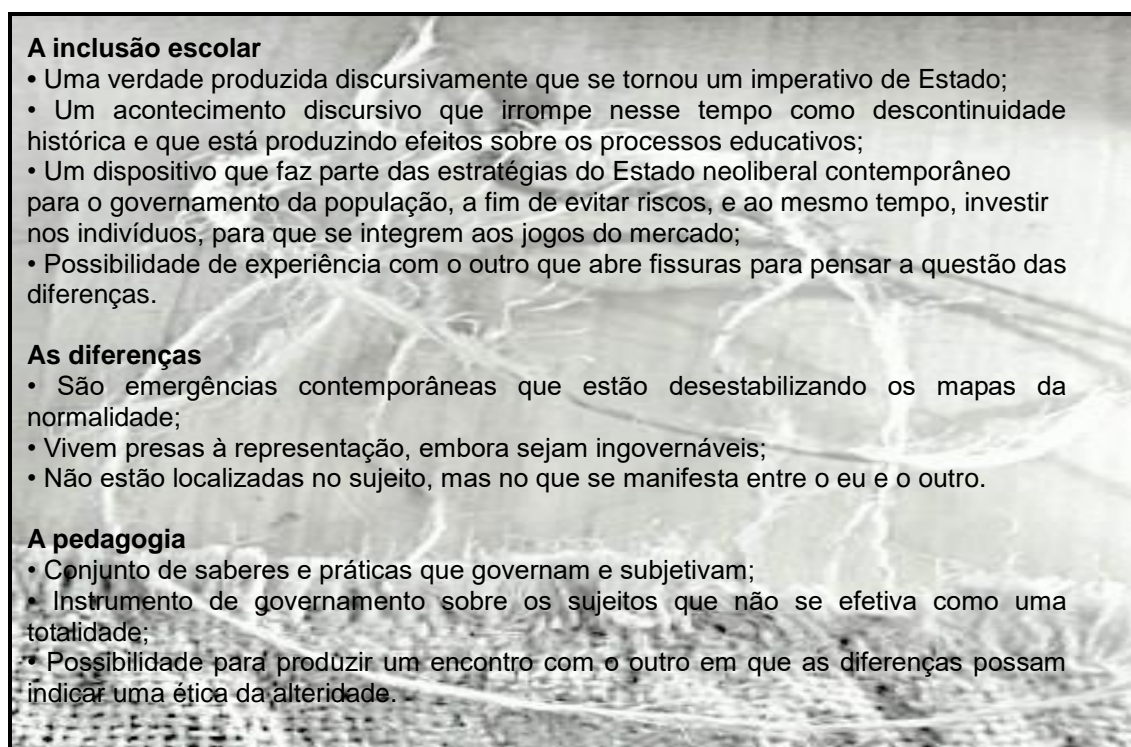 A inclusão escolar
• Uma verdade produzida discursivamente que se tornou um imperativo de Estado;
• Um acontecimento discursivo que irrompe nesse tempo como descontinuidade
histórica e que está produzindo efeitos sobre os processos educativos;
• Um dispositivo que faz parte das estratégias do Estado neoliberal contemporâneo
para o governamento da população, a fim de evitar riscos, e ao mesmo tempo, investir
nos indivíduos, para que se integrem aos jogos do mercado;
• Possibilidade de experiência com o outro que abre fissuras para pensar a questão das
diferenças.
As diferenças
• São emergências contemporâneas que estão desestabilizando os mapas da
normalidade;
• Vivem presas à representação, embora sejam ingovernáveis;
• Não estão localizadas no sujeito, mas no que se manifesta entre o eu e o outro.
A pedagogia
• Conjunto de saberes e práticas que governam e subjetivam;
• Instrumento de governamento sobre os sujeitos que não se efetiva como uma
totalidade;
• Possibilidade para produzir um encontro com o outro em que as diferenças possam
indicar uma ética da alteridade.